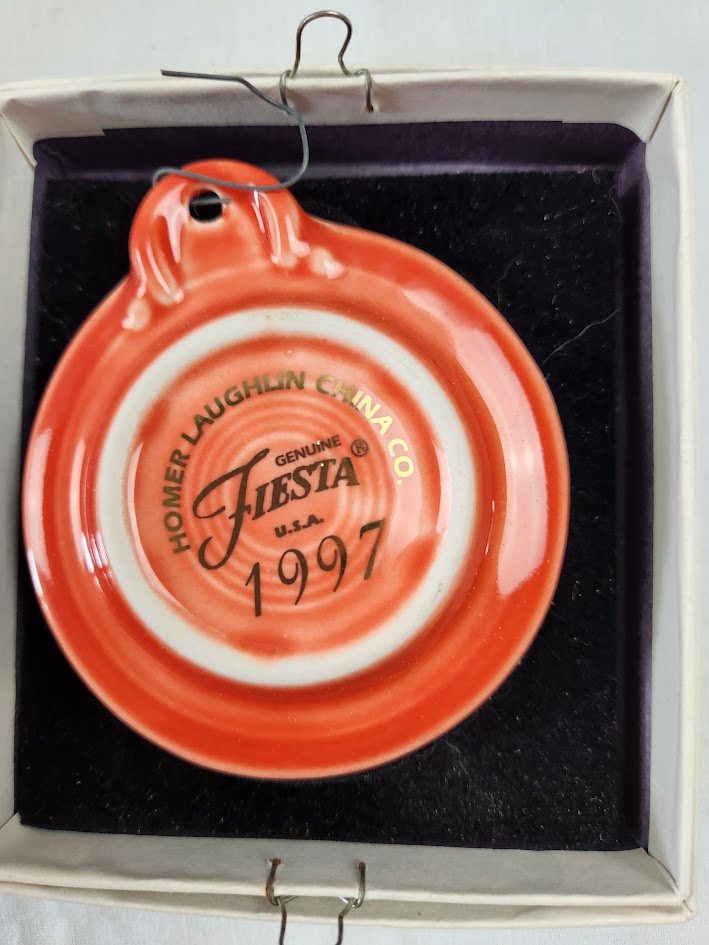 HOMER LAUGHLIN CHINA CO.
GENUINE
FIESTA®
U.S.A.
1997